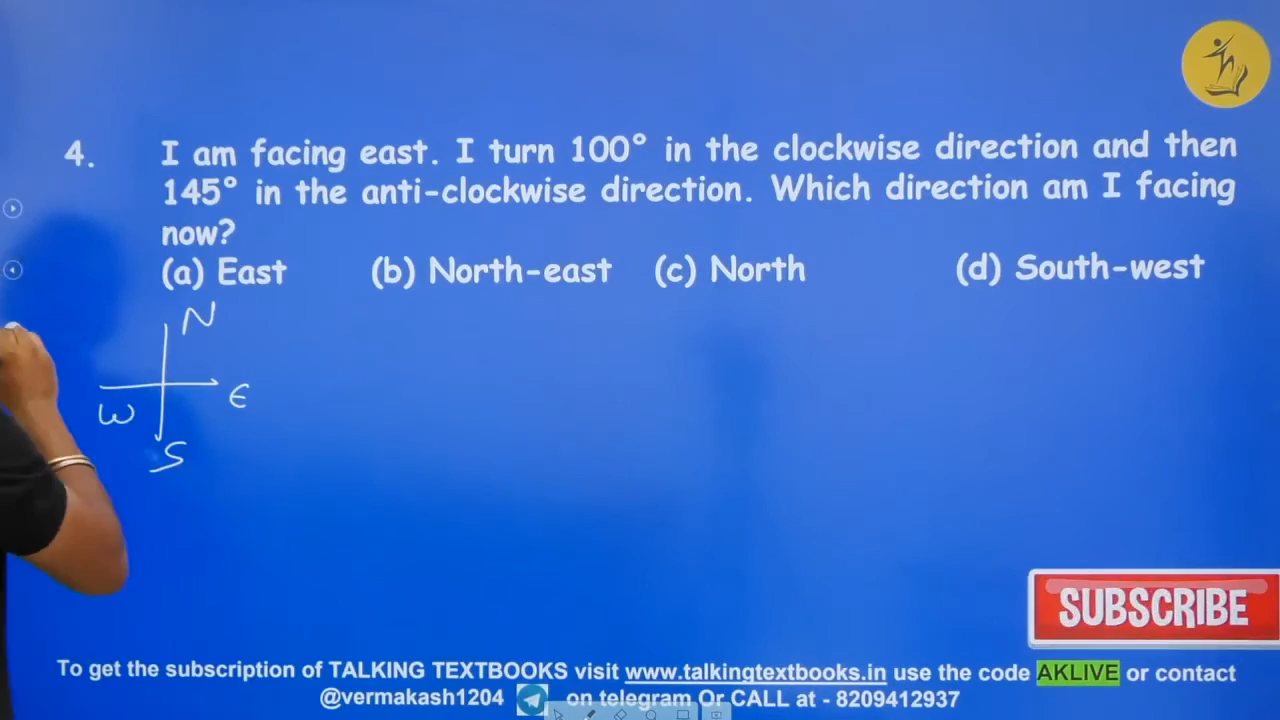 4. I am facing east. I turn 100° in the clockwise direction and then
145° in the anti-clockwise direction. Which direction am I facing
now?
(a) East (b) North-east (c) North (d) South-west
N
W E
S
SUBSCRIBE
To get the subscription of TALKING TEXTBOOKS visit www.talkingtextbooks.in use the code AKLIVE or contact
@vermakash1204 on telegram Or CALL at - 8209412937